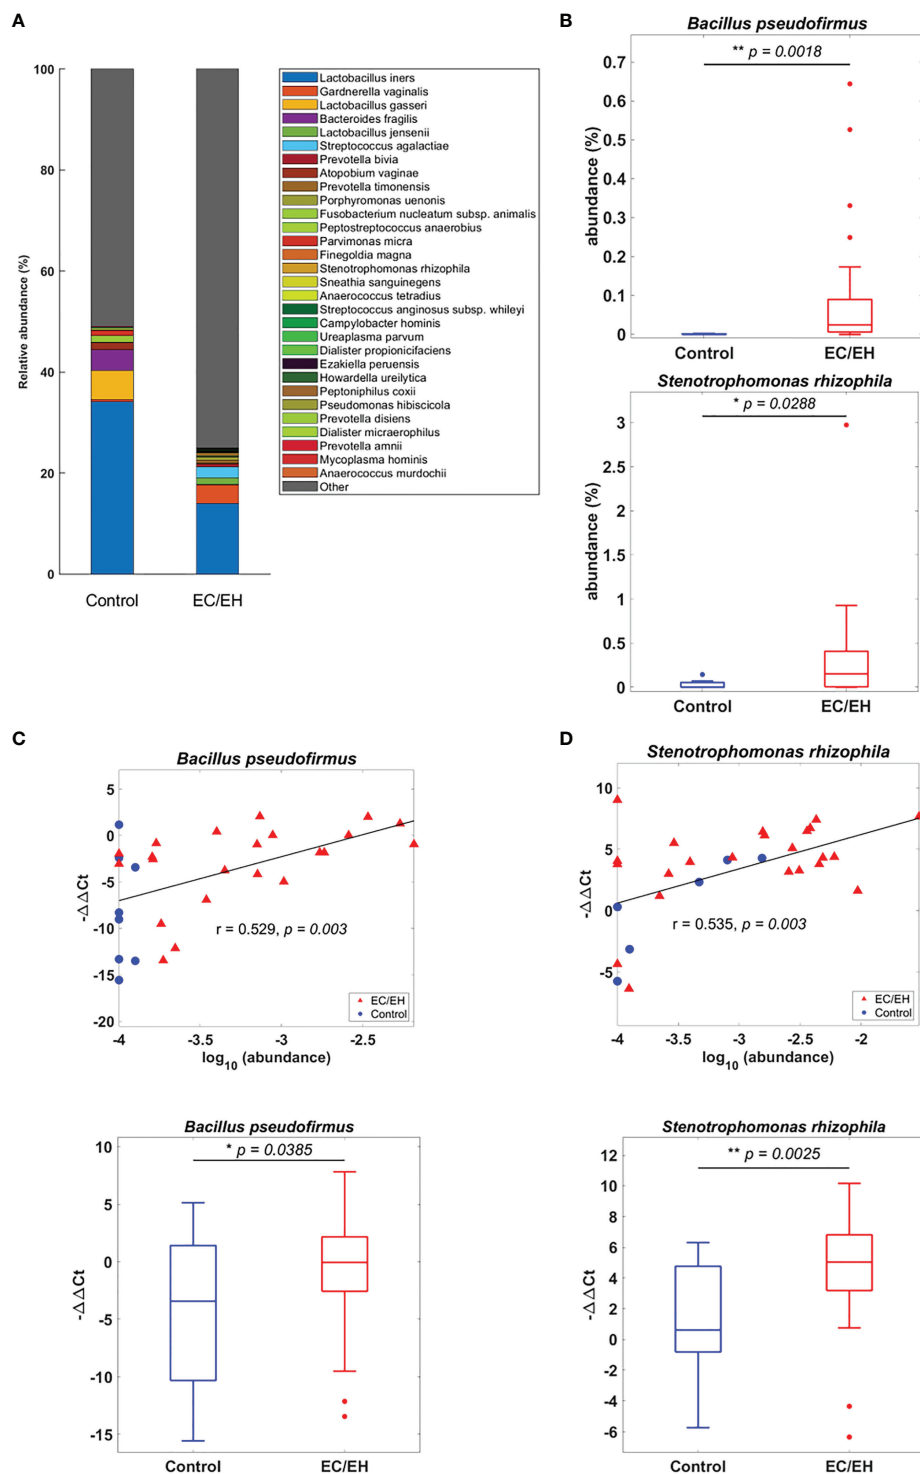 A
100
80
60
40
20
0
Relative abundance (%)
Control
EC/EH
Lactobacillus iners
Gardnerella vaginalis
Lactobacillus gasseri
Bacteroides fragilis
Lactobacillus jensenii
Streptococcus agalactiae
Prevotella bivia
Atopobium vaginae
Prevotella timonensis
Porphyromonas uenonis
Fusobacterium nucleatum subsp. animalis
Peptostreptococcus anaerobius
Parvimonas micra
Finegoldia magna
Stenotrophomonas rhizophila
Sneathia sanguinegens
Anaerococcus tetradius
Streptococcus anginosus subsp. whileyi
Campylobacter hominis
Ureaplasma parvum
Dialister propionicifaciens
Ezakiella peruensis
Howardella ureilytica
Peptoniphilus coxii
Pseudomonas hibiscicola
Prevotella disiens
Dialister micraerophilus
Prevotella amnii
Mycoplasma hominis
Anaerococcus murdochii
Other
B
Bacillus pseudofirmus
** p = 0.0018
0.7
0.6
0.5
0.4
0.3
0.2
0.1
0
abundance (%)
Control
EC/EH
Stenotrophomonas rhizophila
* p = 0.0288
3
2.5
2
1.5
1
0.5
0
abundance (%)
Control
EC/EH
C
Bacillus pseudofirmus
5
0
-5
-10
-15
-20
-ΔΔCt
r = 0.529, p = 0.003
EC/EH
Control
-4
-3.5
-3
-2.5
log10 (abundance)
Bacillus pseudofirmus
* p = 0.0385
10
5
0
-5
-10
-15
-ΔΔCt
Control
EC/EH
D
Stenotrophomonas rhizophila
10
5
0
-5
-ΔΔCt
r = 0.535, p = 0.003
EC/EH
Control
-4
-3.5
-3
-2.5
-2
log10 (abundance)
Stenotrophomonas rhizophila
** p = 0.0025
12
10
8
6
4
2
0
-2
-4
-6
-ΔΔCt
Control
EC/EH